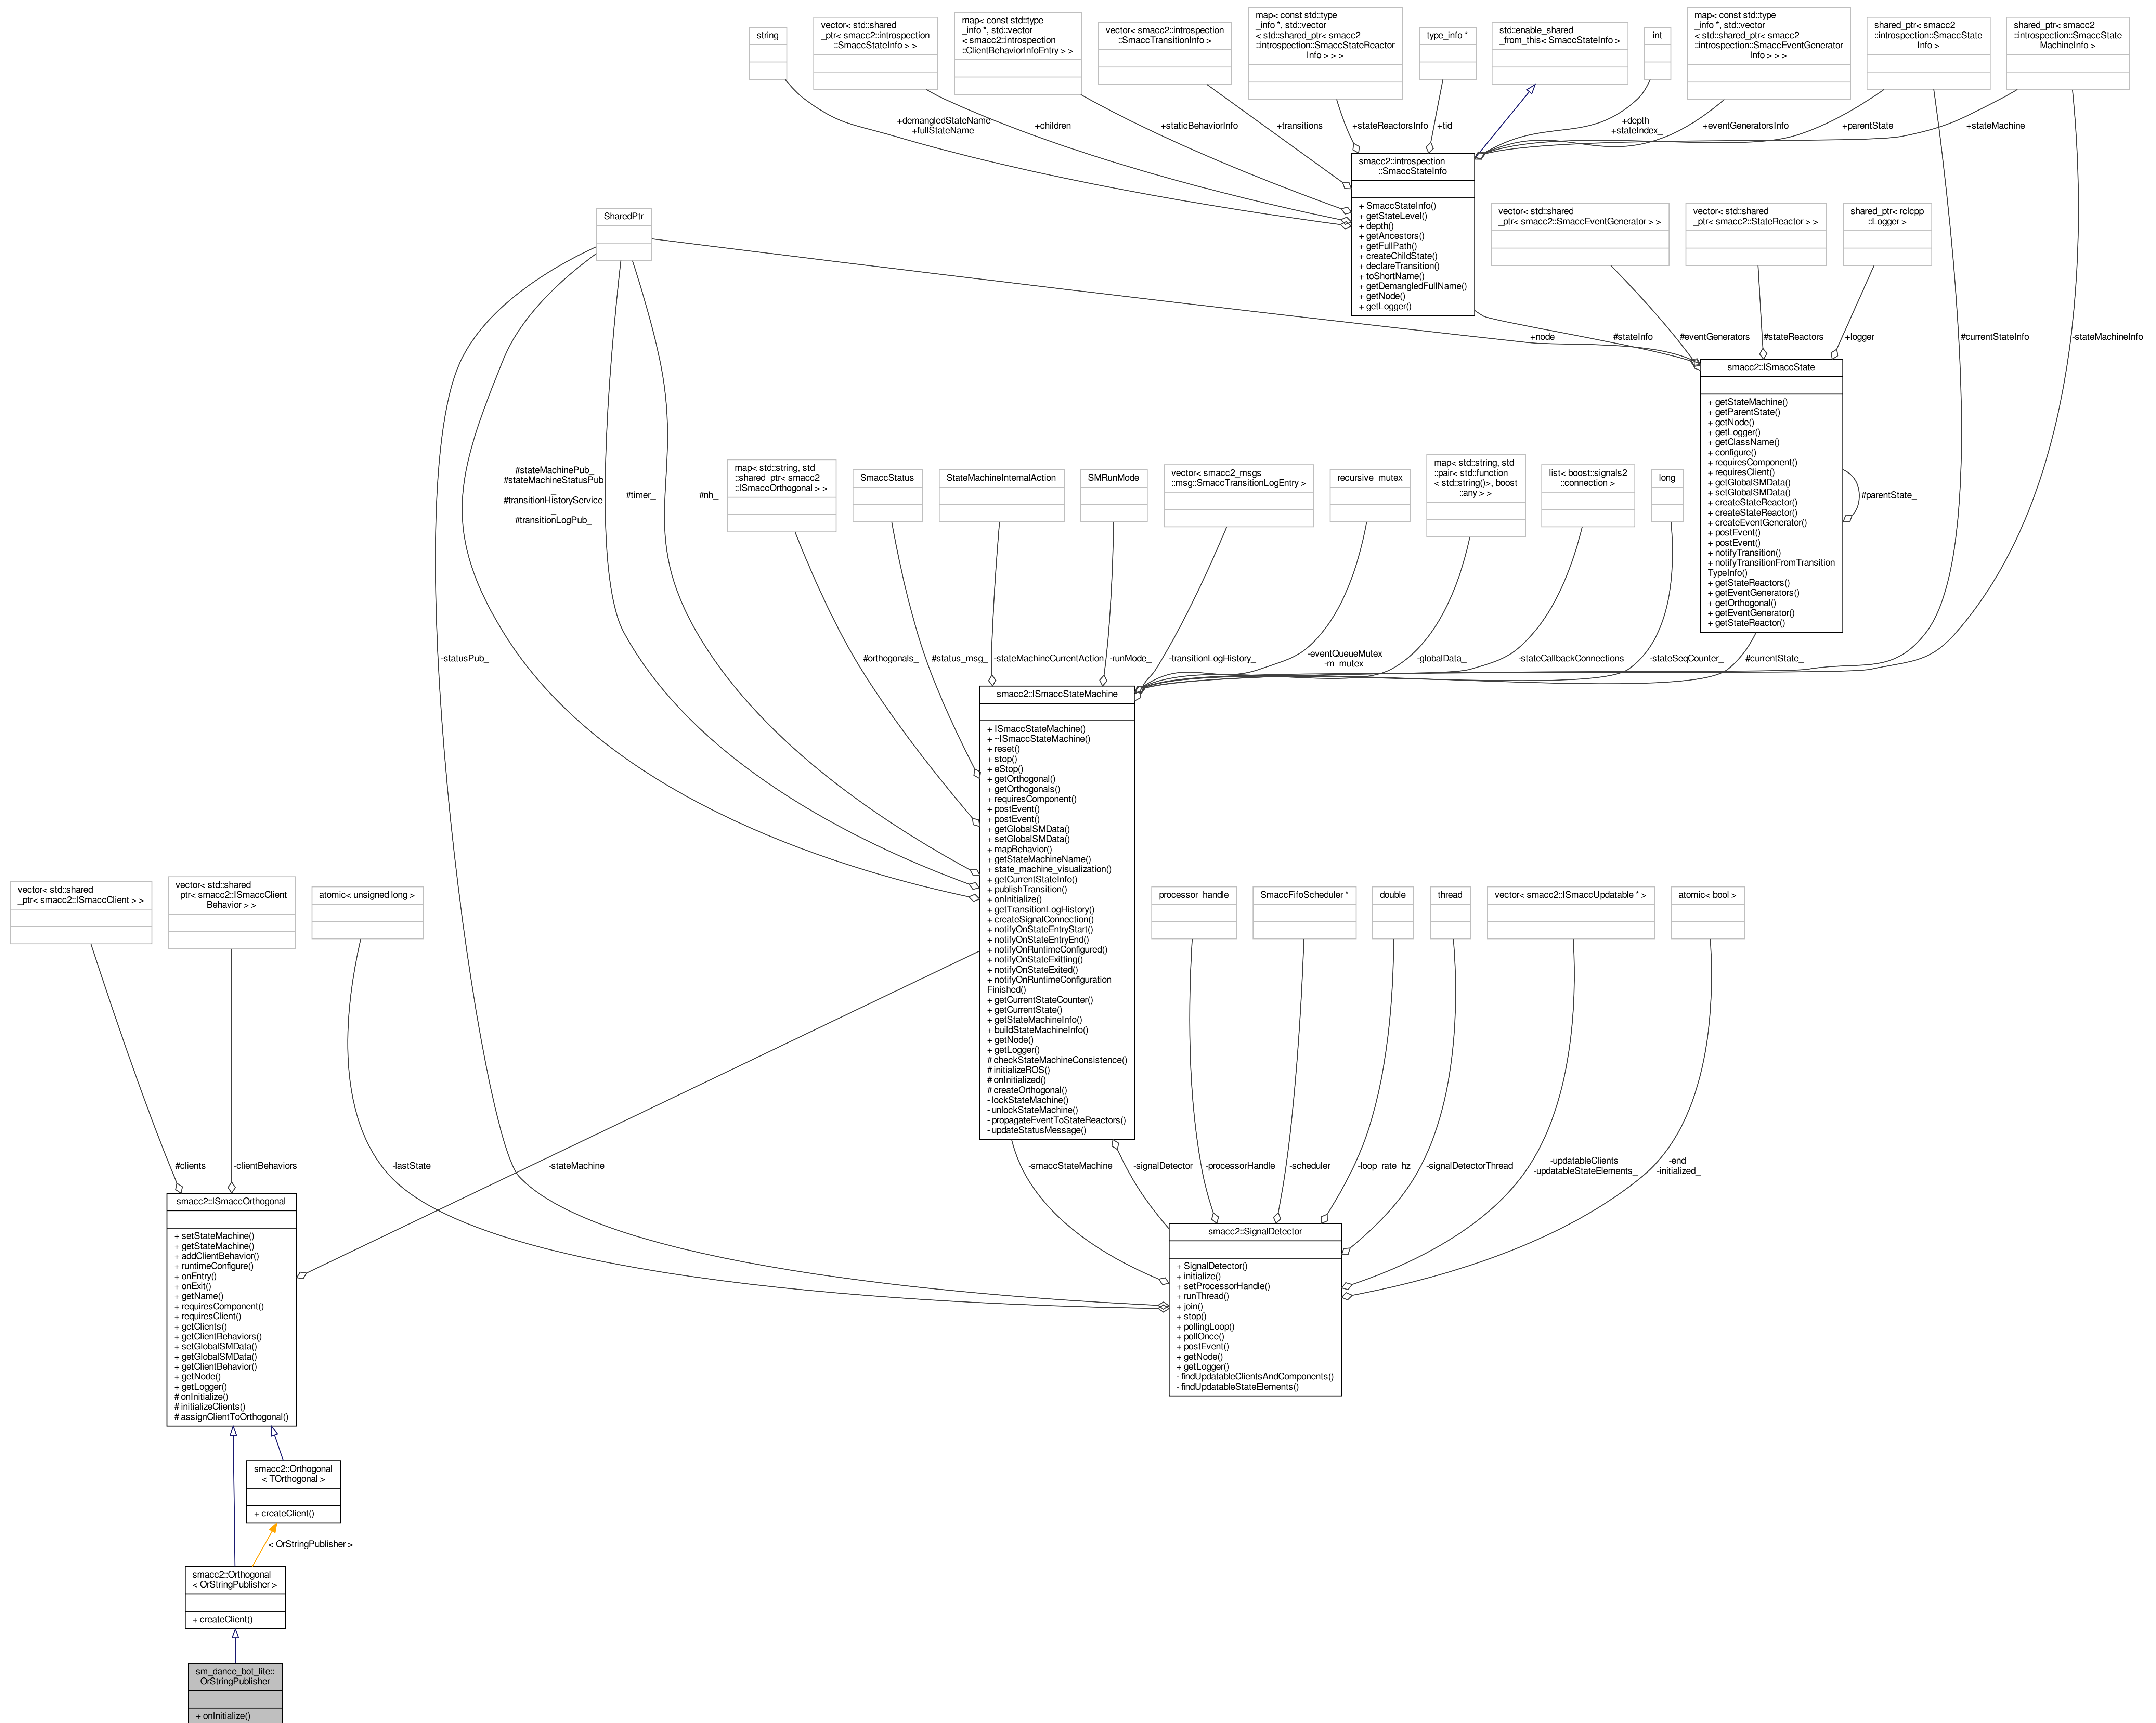 string
vector< std::shared
_ptr< smacc2::introspection
::SmaccStateInfo > >
map< const std::type
_info *, std::vector
< smacc2::introspection
::ClientBehaviorInfoEntry > >
vector< smacc2::introspection
::SmaccTransitionInfo >
map< const std::type
_info *, std::vector
< std::shared_ptr< smacc2
::introspection::SmaccStateReactor
Info > > >
type_info *
std::enable_shared
_from_this< SmaccStateInfo >
int
map< const std::type
_info *, std::vector
< std::shared_ptr< smacc2
::introspection::SmaccEventGenerator
Info > > >
shared_ptr< smacc2
::introspection::SmaccState
Info >
shared_ptr< smacc2
::introspection::SmaccState
MachineInfo >
+demangledStateName
+fullStateName
+children_
+staticBehaviorInfo
+transitions_
+stateReactorsInfo
+tid_
+depth_
+stateIndex_
+eventGeneratorsInfo
+parentState_
+stateMachine_
smacc2::introspection
::SmaccStateInfo
+ SmaccStateInfo()
+ getStateLevel()
+ depth()
+ getAncestors()
+ getFullPath()
+ createChildState()
+ declareTransition()
+ toShortName()
+ getDemangledFullName()
+ getNode()
+ getLogger()
SharedPtr
vector< std::shared
_ptr< smacc2::SmaccEventGenerator > >
vector< std::shared
_ptr< smacc2::StateReactor > >
shared_ptr< rclcpp
::Logger >
+node_
#stateInfo_
#eventGenerators_
#stateReactors_
+logger_
#currentStateInfo_
-stateMachineInfo_
smacc2::ISmaccState
+ getStateMachine()
+ getParentState()
+ getNode()
+ getLogger()
+ getClassName()
+ configure()
+ requiresComponent()
+ requiresClient()
+ getGlobalSMData()
+ setGlobalSMData()
+ createStateReactor()
+ createStateReactor()
+ createEventGenerator()
+ postEvent()
+ postEvent()
+ notifyTransition()
+ notifyTransitionFromTransition
TypeInfo()
+ getStateReactors()
+ getEventGenerators()
+ getOrthogonal()
+ getEventGenerator()
+ getStateReactor()
#parentState_
#stateMachinePub_
#stateMachineStatusPub
_
#transitionHistoryService
_
#transitionLogPub_
#timer_
#nh_
map< std::string, std
::shared_ptr< smacc2
::ISmaccOrthogonal > >
SmaccStatus
StateMachineInternalAction
SMRunMode
vector< smacc2_msgs
::msg::SmaccTransitionLogEntry >
recursive_mutex
map< std::string, std
::pair< std::function
< std::string()>, boost
::any > >
list< boost::signals2
::connection >
long
-statusPub_
#orthogonals_
#status_msg_
-stateMachineCurrentAction
-runMode_
-transitionLogHistory_
-eventQueueMutex_
-m_mutex_
-globalData_
-stateCallbackConnections
-stateSeqCounter_
#currentState_
smacc2::ISmaccStateMachine
+ ISmaccStateMachine()
+ ~ISmaccStateMachine()
+ reset()
+ stop()
+ eStop()
+ getOrthogonal()
+ getOrthogonals()
+ requiresComponent()
+ postEvent()
+ postEvent()
+ getGlobalSMData()
+ setGlobalSMData()
+ mapBehavior()
+ getStateMachineName()
+ state_machine_visualization()
+ getCurrentStateInfo()
+ publishTransition()
+ onInitialize()
+ getTransitionLogHistory()
+ createSignalConnection()
+ notifyOnStateEntryStart()
+ notifyOnStateEntryEnd()
+ notifyOnRuntimeConfigured()
+ notifyOnStateExitting()
+ notifyOnStateExited()
+ notifyOnRuntimeConfiguration
Finished()
+ getCurrentStateCounter()
+ getCurrentState()
+ getStateMachineInfo()
+ buildStateMachineInfo()
+ getNode()
+ getLogger()
# checkStateMachineConsistence()
# initializeROS()
# onInitialized()
# createOrthogonal()
- lockStateMachine()
- unlockStateMachine()
- propagateEventToStateReactors()
- updateStatusMessage()
vector< std::shared
_ptr< smacc2::ISmaccClient > >
vector< std::shared
_ptr< smacc2::ISmaccClient
Behavior > >
atomic< unsigned long >
processor_handle
SmaccFifoScheduler *
double
thread
vector< smacc2::ISmaccUpdatable * >
atomic< bool >
#clients_
-clientBehaviors_
-lastState_
-stateMachine_
-smaccStateMachine_
-signalDetector_
-processorHandle_
-scheduler_
-loop_rate_hz
-signalDetectorThread_
-updatableClients_
-updatableStateElements_
-end_
-initialized_
smacc2::ISmaccOrthogonal
+ setStateMachine()
+ getStateMachine()
+ addClientBehavior()
+ runtimeConfigure()
+ onEntry()
+ onExit()
+ getName()
+ requiresComponent()
+ requiresClient()
+ getClients()
+ getClientBehaviors()
+ setGlobalSMData()
+ getGlobalSMData()
+ getClientBehavior()
+ getNode()
+ getLogger()
# onInitialize()
# initializeClients()
# assignClientToOrthogonal()
smacc2::SignalDetector
+ SignalDetector()
+ initialize()
+ setProcessorHandle()
+ runThread()
+ join()
+ stop()
+ pollingLoop()
+ pollOnce()
+ postEvent()
+ getNode()
+ getLogger()
- findUpdatableClientsAndComponents()
- findUpdatableStateElements()
smacc2::Orthogonal
< TOrthogonal >
+ createClient()
< OrStringPublisher >
smacc2::Orthogonal
< OrStringPublisher >
+ createClient()
sm_dance_bot_lite::
OrStringPublisher
+ onInitialize()